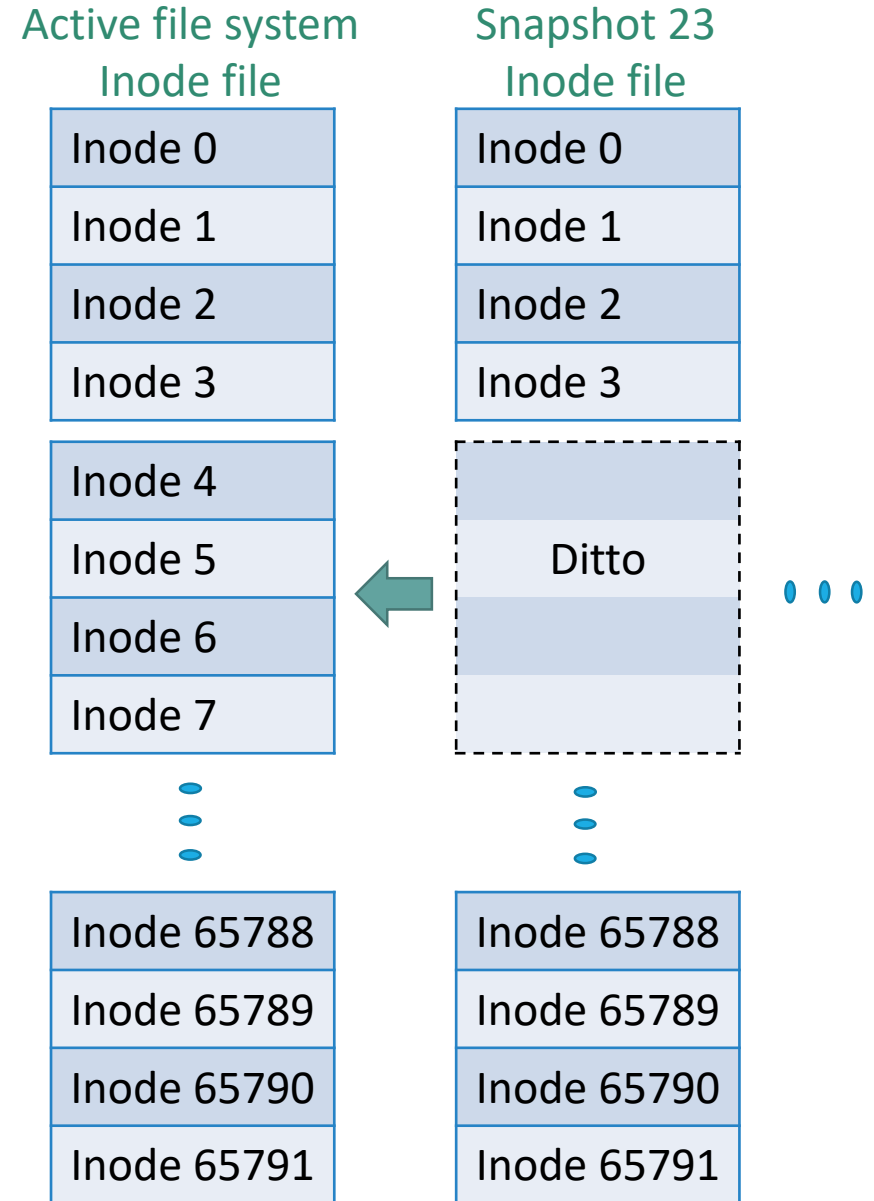 Active file system
Inode file
Inode 0
Inode 1
Inode 2
Inode 3
Inode 4
Inode 5
Inode 6
Inode 7
Inode 65788
Inode 65789
Inode 65790
Inode 65791
Snapshot 23
Inode file
Inode 0
Inode 1
Inode 2
Inode 3
Ditto
Inode 65788
Inode 65789
Inode 65790
Inode 65791